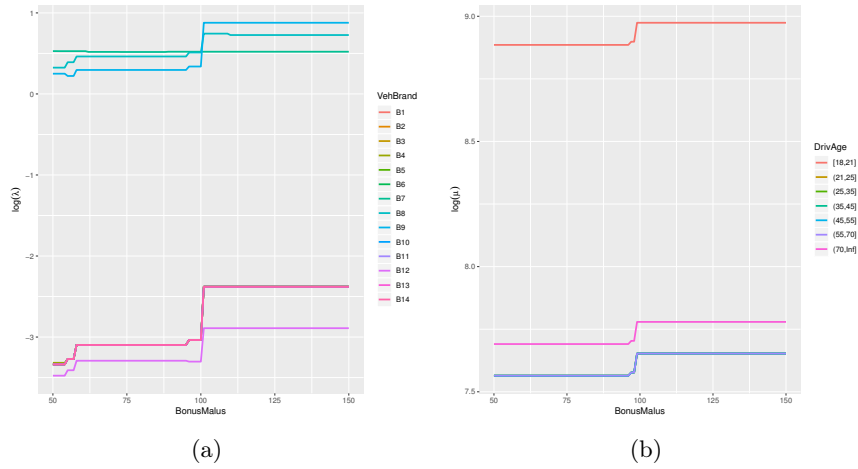 1
0
−1
−2
−3
50
75
100
125
150
BonusMalus
log(λ)
VehBrand
B1
B2
B3
B4
B5
B6
B7
B8
B9
B10
B11
B12
B13
B14
(a)
9.0
8.5
8.0
7.5
50
75
100
125
150
BonusMalus
log(μ)
DrivAge
[18,21]
(21,25]
(25,35]
(35,45]
(45,55]
(55,70]
(70,Inf]
(b)